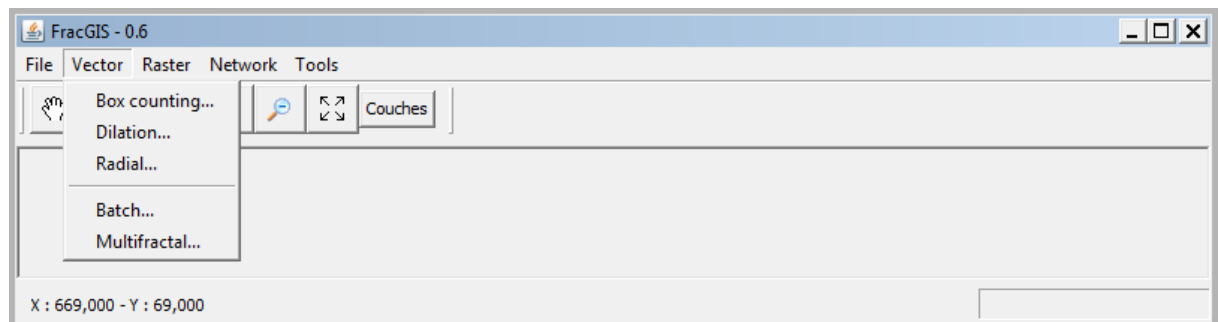 FracGIS - 0.6
File Vector Raster Network Tools
Box counting...
Couches
Dilation...
Radial...
Batch...
Multifractal...
X : 669,000 - Y : 69,000